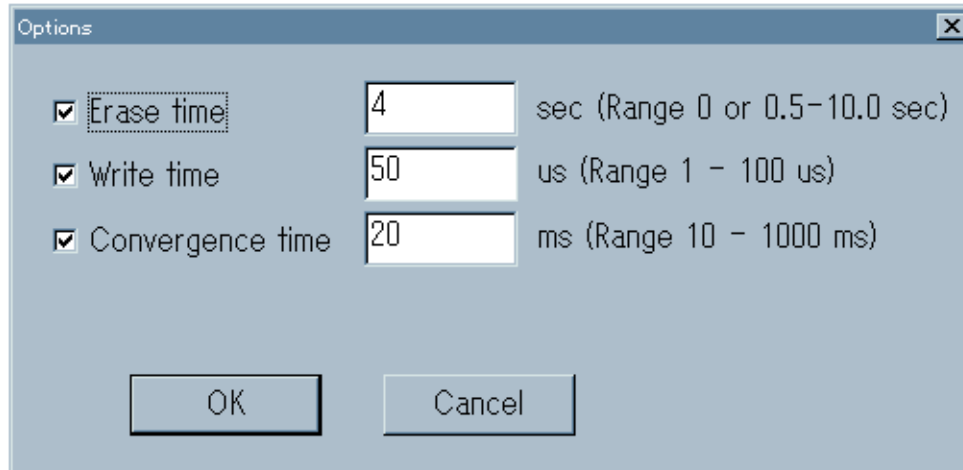 Options
Erase time 4 sec (Range 0 or 0.5-10.0 sec)
Write time 50 us (Range 1 - 100 us)
Convergence time 20 ms (Range 10 - 1000 ms)
OK Cancel